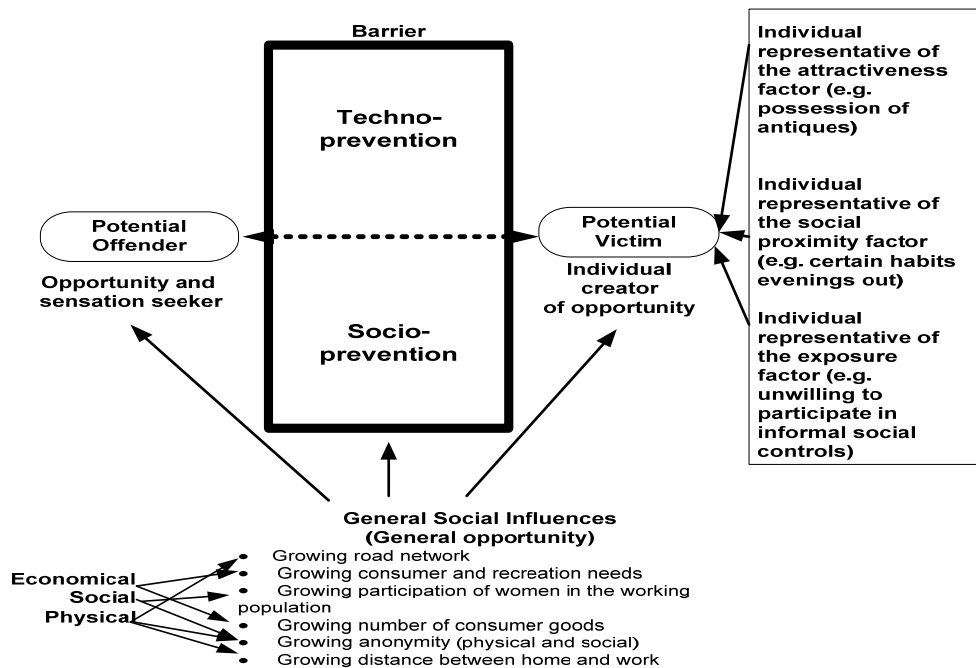 Barrier
Techno-
prevention
Socio-
prevention
Potential
Offender
Opportunity and
sensation seeker
Potential
Victim
Individual
creator
of opportunity
Individual
representative of
the attractiveness
factor (e.g.
possession of
antiques)
Individual
representative of
the social
proximity factor
(e.g. certain habits
evenings out)
Individual
representative of
the exposure
factor (e.g.
unwilling to
participate in
informal social
controls)
General Social Influences
(General opportunity)
Economical
Social
Physical
• Growing road network
• Growing consumer and recreation needs
• Growing participation of women in the working
population
• Growing number of consumer goods
• Growing anonymity (physical and social)
• Growing distance between home and work